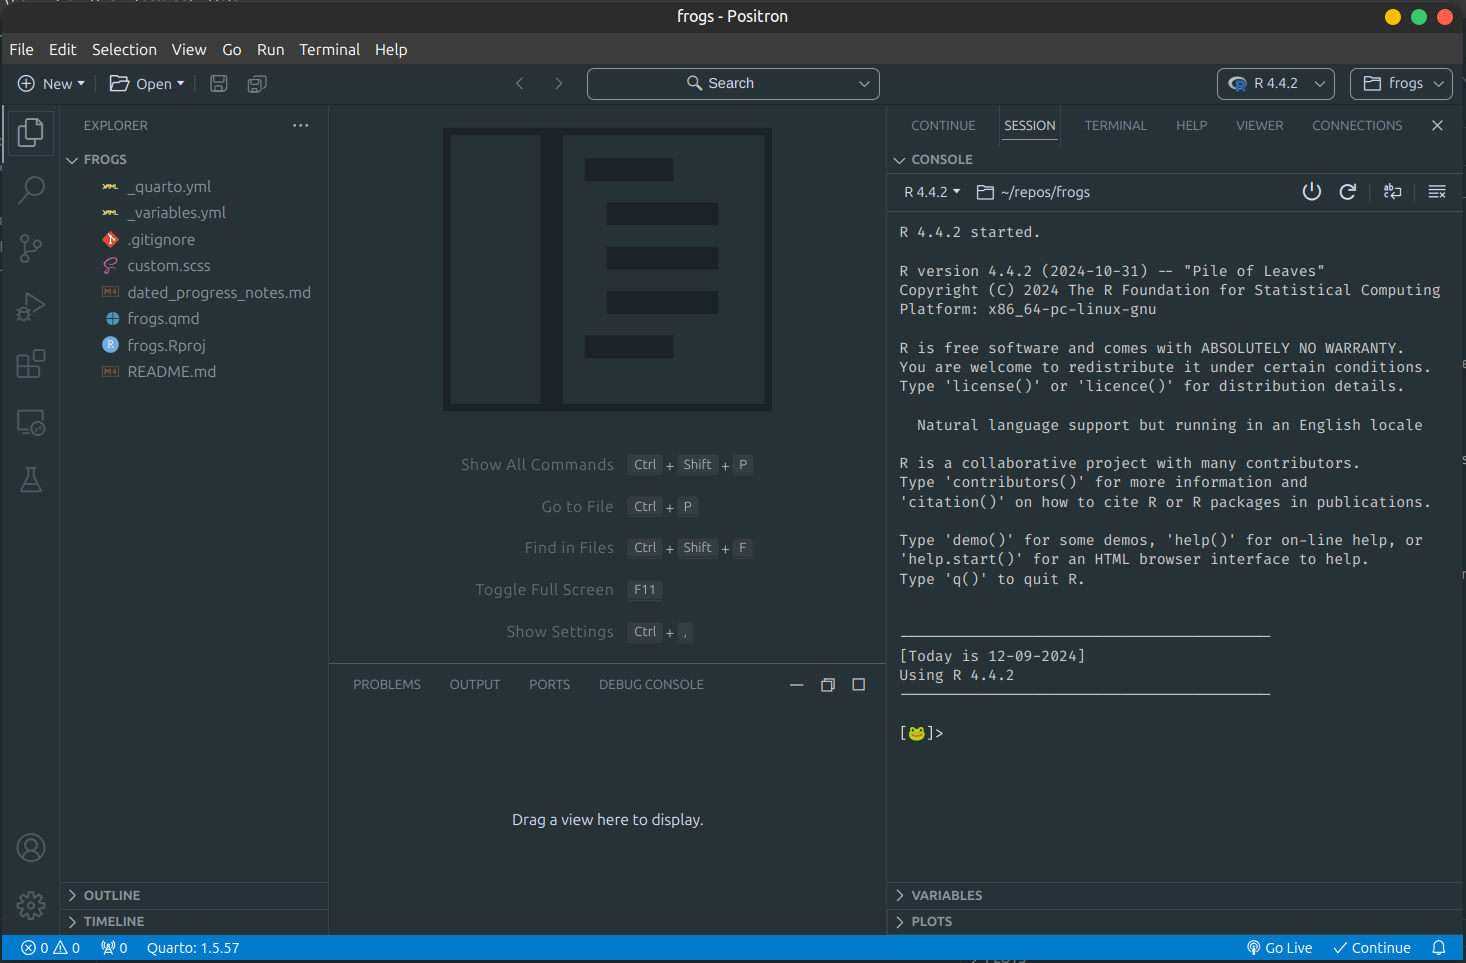 frogs - Positron
File Edit Selection View Go Run Terminal Help
New Open Search R 4.4.2 frogs
EXPLORER
FROGS
_quarto.yml
_variables.yml
.gitignore
custom.scss
dated_progress_notes.md
frogs.qmd
frogs.Rproj
README.md
OUTLINE
TIMELINE
Show All Commands Ctrl + Shift + P
Go to File Ctrl + P
Find in Files Ctrl + Shift + F
Toggle Full Screen F11
Show Settings Ctrl + ,
PROBLEMS OUTPUT PORTS DEBUG CONSOLE
Drag a view here to display.
CONTINUE SESSION TERMINAL HELP VIEWER CONNECTIONS
CONSOLE
R 4.4.2 ~/repos/frogs
R 4.4.2 started.
R version 4.4.2 (2024-10-31) -- "Pile of Leaves"
Copyright (C) 2024 The R Foundation for Statistical Computing
Platform: x86_64-pc-linux-gnu
R is free software and comes with ABSOLUTELY NO WARRANTY.
You are welcome to redistribute it under certain conditions.
Type 'license()' or 'licence()' for distribution details.
Natural language support but running in an English locale
R is a collaborative project with many contributors.
Type 'contributors()' for more information and
'citation()' on how to cite R or R packages in publications.
Type 'demo()' for some demos, 'help()' for on-line help, or
'help.start()' for an HTML browser interface to help.
Type 'q()' to quit R.
[Today is 12-09-2024]
Using R 4.4.2
[🐸]>
VARIABLES
PLOTS
0 0 0 Quarto: 1.5.57 Go Live Continue